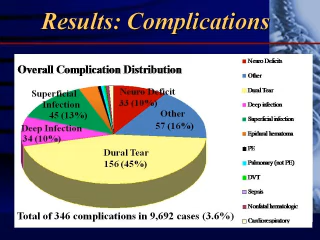 Results: Complications
Overall Complication Distribution
Superficial
Infection
45 (13%)
Neuro Deficit
33 (10%)
Other
57 (16%)
Deep Infection
34 (10%)
Dural Tear
156 (45%)
Total of 346 complications in 9,692 cases (3.6%)
Neuro Deficits
Other
Dural Tear
Deep infection
Superficial infection
Epidural hematoma
PE
Pulmonary (not PE)
DVT
Sepsis
Nonfatal hematologic
Cardiorespiratory